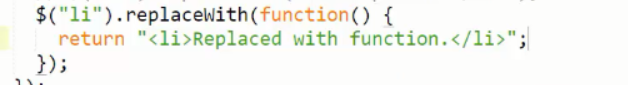 $("li").replaceWith(function() {
return "<li>Replaced with function.</li>";
});
});